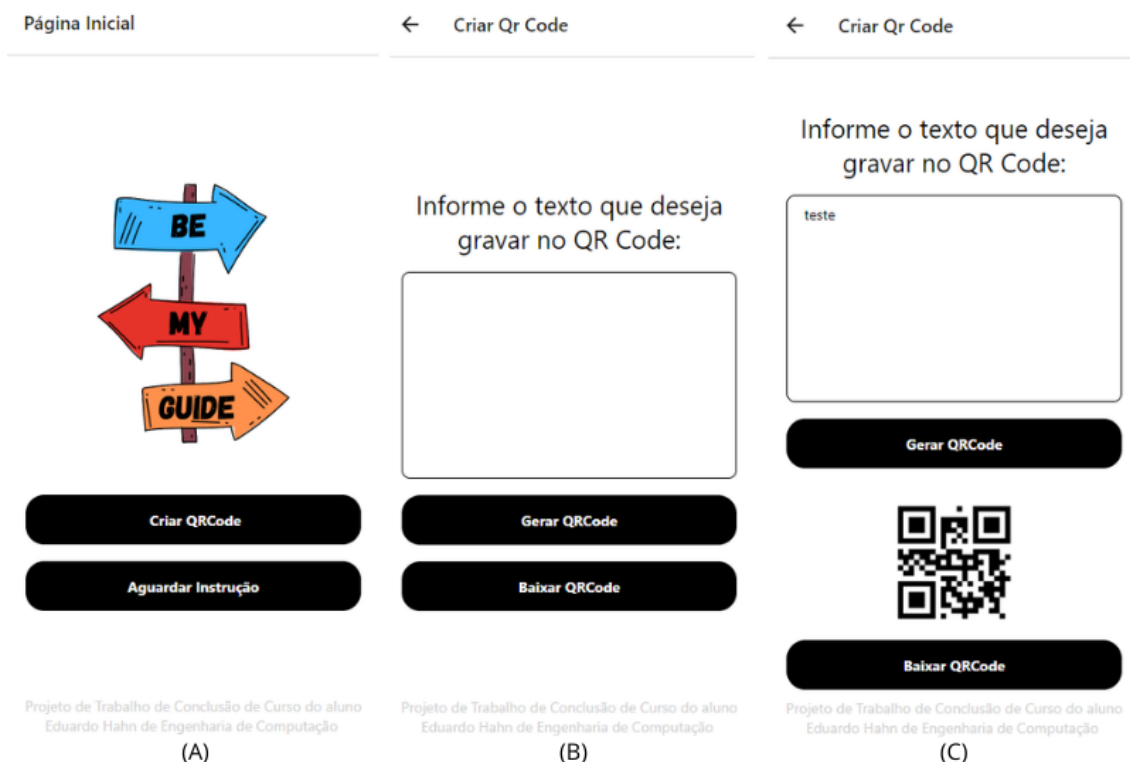 Página Inicial
BE
MY
GUIDE
Criar QRCode
Aguardar Instrução
Projeto de Trabalho de Conclusão de Curso do aluno
Eduardo Hahn de Engenharia de Computação
(A)
Criar Qr Code
Informe o texto que deseja
gravar no QR Code:
Gerar QRCode
Baixar QRCode
Projeto de Trabalho de Conclusão de Curso do aluno
Eduardo Hahn de Engenharia de Computação
(B)
Criar Qr Code
Informe o texto que deseja
gravar no QR Code:
teste
Gerar QRCode
Baixar QRCode
Projeto de Trabalho de Conclusão de Curso do aluno
Eduardo Hahn de Engenharia de Computação
(C)